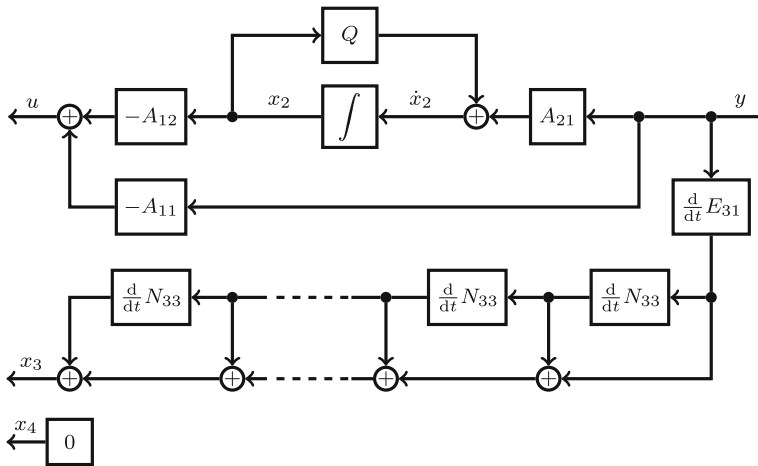 Q
u
−A₁₂
x₂
∫
ẋ₂
+
+
A₂₁
y
−A₁₁
d/dt E₃₁
d/dt N₃₃
d/dt N₃₃
d/dt N₃₃
x₃
+
+
+
+
x₄
0